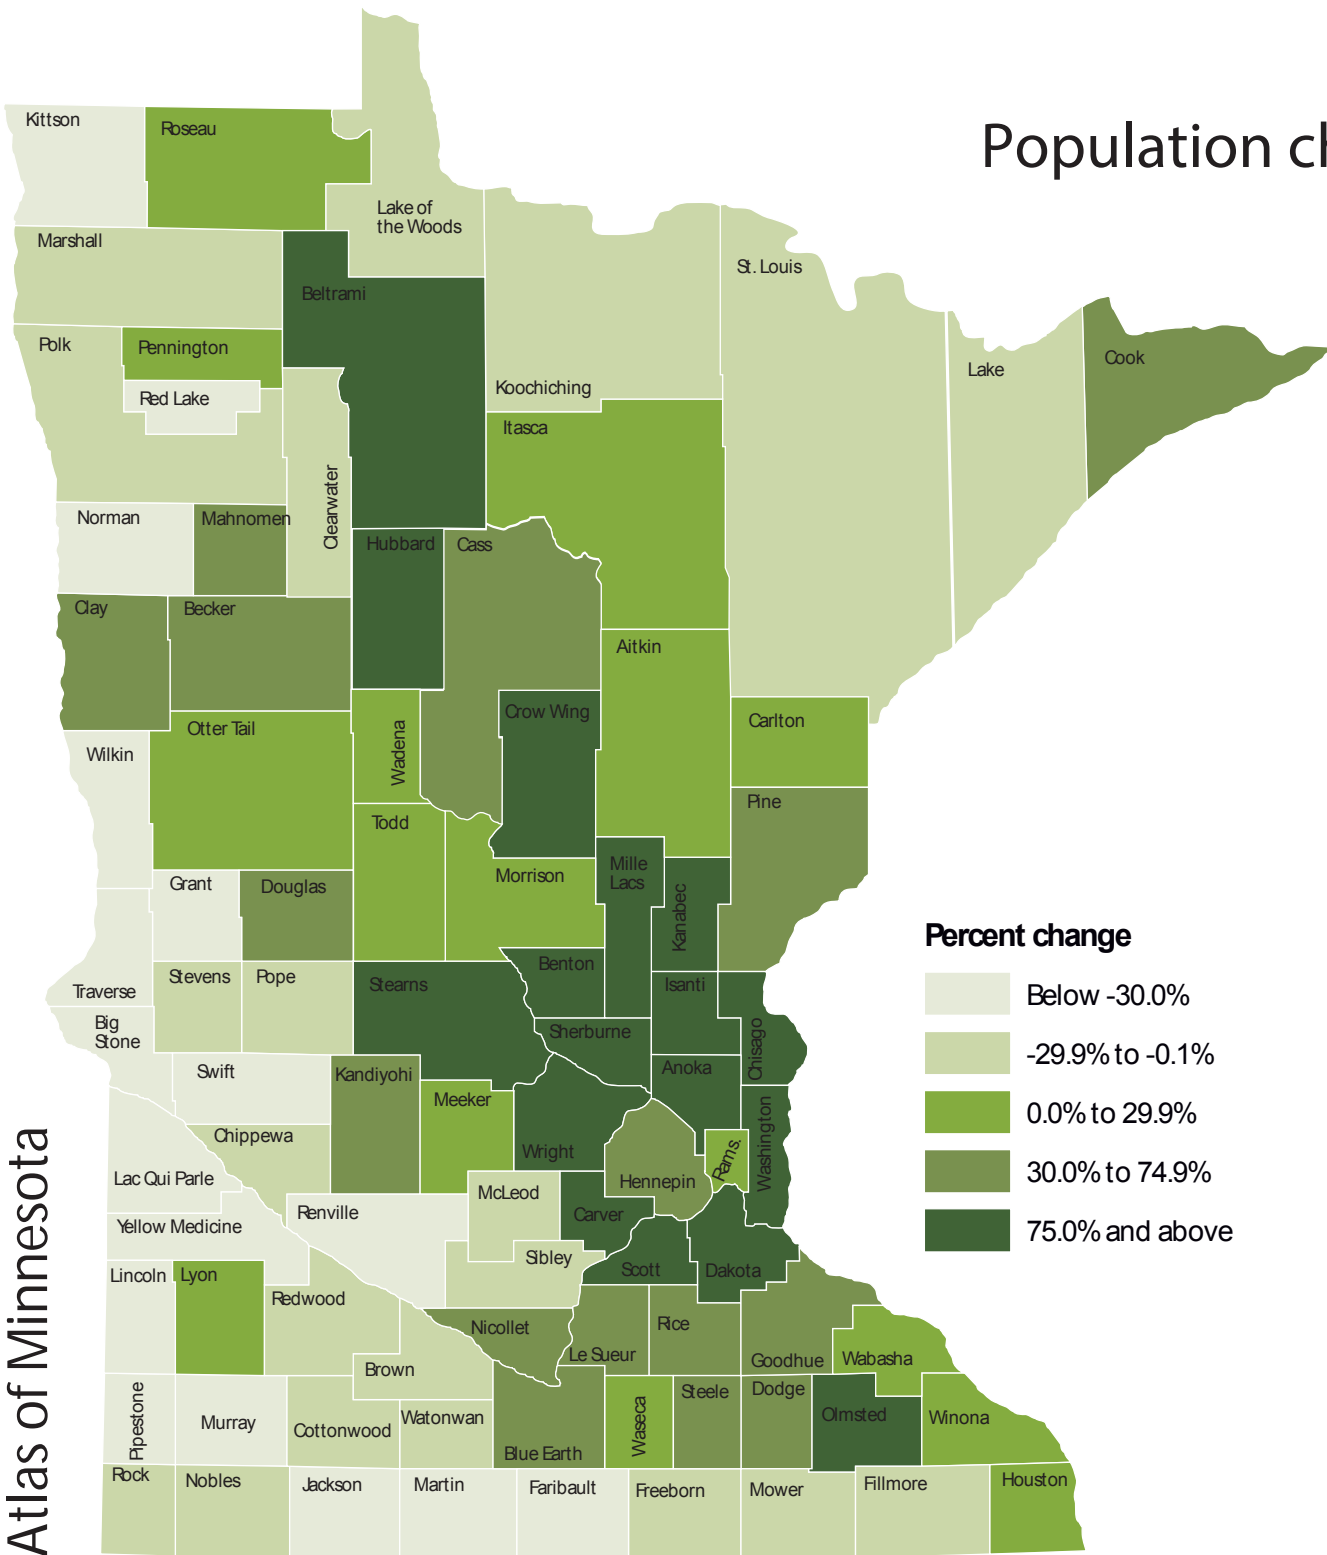 Population ch
Kittson
Roseau
Lake of
the Woods
Marshall
St. Louis
Beltrami
Polk
Pennington
Cook
Lake
Koochiching
Red Lake
Itasca
Clearwater
Norman
Mahnomen
Hubbard
Cass
Clay
Becker
Aitkin
Crow Wing
Carlton
Otter Tail
Wadena
Wilkin
Pine
Todd
Mille
Lacs
Morrison
Grant
Douglas
Kanabec
Benton
Stevens
Pope
Stearns
Isanti
Traverse
Big
Stone
Sherburne
Chisago
Swift
Kandiyohi
Anoka
Meeker
Chippewa
Wright
Washington
Rams.
Lac Qui Parle
Hennepin
McLeod
Renville
Carver
Yellow Medicine
Sibley
Scott
Dakota
Lincoln
Lyon
Redwood
Nicollet
Rice
Le Sueur
Goodhue
Wabasha
Brown
Pipestone
Murray
Cottonwood
Watonwan
Blue Earth
Waseca
Steele
Dodge
Olmsted
Winona
Rock
Nobles
Jackson
Martin
Faribault
Freeborn
Mower
Fillmore
Houston
Percent change
Below -30.0%
-29.9% to -0.1%
0.0% to 29.9%
30.0% to 74.9%
75.0% and above
Atlas of Minnesota